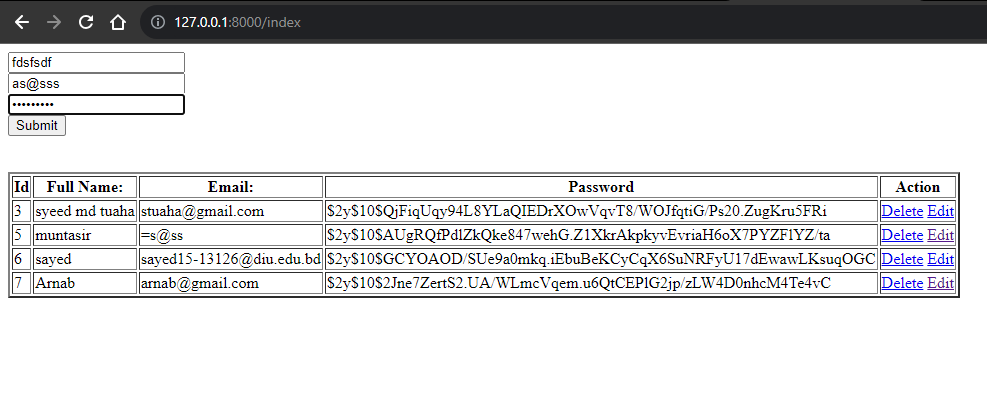 127.0.0.1:8000/index
fdsfsdf
as@sss
•••••••••
Submit
Id Full Name: Email: Password Action
3 syeed md tuaha stuaha@gmail.com $2y$10$QjFiqUqy94L8YLaQIEDrXOwVqvT8/WOJfqtiG/Ps20.ZugKru5FRi Delete Edit
5 muntasir =s@ss $2y$10$AUgRQfPdlZkQke847wehG.Z1XkrAkpkyvEvriaH6oX7PYZFlYZ/ta Delete Edit
6 sayed sayed15-13126@diu.edu.bd $2y$10$GCYOAOD/SUe9a0mkq.iEbuBeKCyCqX6SuNRFyU17dEwawLKsuqOGC Delete Edit
7 Arnab arnab@gmail.com $2y$10$2Jne7ZertS2.UA/WLmcVqem.u6QtCEPlG2jp/zLW4D0nhcM4Te4vC Delete Edit